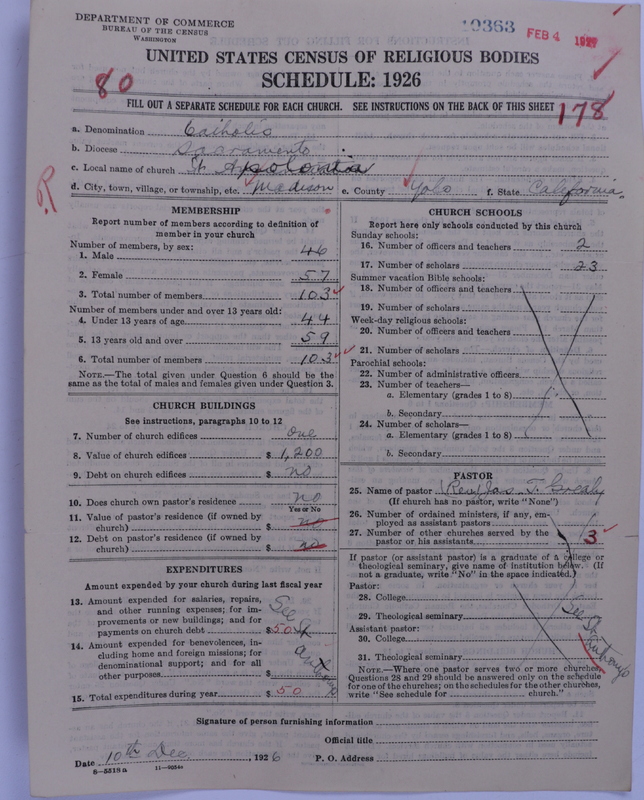 DEPARTMENT OF COMMERCE
BUREAU OF THE CENSUS
WASHINGTON
19363 FEB 4 1927
UNITED STATES CENSUS OF RELIGIOUS BODIES
SCHEDULE: 1926
80
FILL OUT A SEPARATE SCHEDULE FOR EACH CHURCH. SEE INSTRUCTIONS ON THE BACK OF THIS SHEET
178
a. Denomination Catholic
b. Diocese Sacramento
c. Local name of church St.
d. City, town, village, or township, etc. Madison e. County Yolo f. State California.
MEMBERSHIP
Report number of members according to definition of
member in your church
Number of members, by sex:
1. Male 46
2. Female 57
3. Total number of members 103
Number of members under and over 13 years old:
4. Under 13 years of age 44
5. 13 years old and over 59
6. Total number of members 103
NOTE.—The total given under Question 6 should be the
same as the total of males and females given under Question 3.
CHURCH BUILDINGS
See instructions, paragraphs 10 to 12
7. Number of church edifices one
8. Value of church edifices $ 1,200
9. Debt on church edifices $ no
10. Does church own pastor's residence no
Yes or No
11. Value of pastor's residence (if owned by
church) $ no
12. Debt on pastor's residence (if owned by
church) $ no
EXPENDITURES
Amount expended by your church during last fiscal year
13. Amount expended for salaries, repairs,
and other running expenses; for im-
provements or new buildings; and for
payments on church debt $ 50
See St Anthony
14. Amount expended for benevolences, in-
cluding home and foreign missions; for
denominational support; and for all
other purposes $
15. Total expenditures during year $ 50
CHURCH SCHOOLS
Report here only schools conducted by this church
Sunday schools:
16. Number of officers and teachers 2
17. Number of scholars 23
Summer vacation Bible schools:
18. Number of officers and teachers
19. Number of scholars
Week-day religious schools:
20. Number of officers and teachers
21. Number of scholars
Parochial schools:
22. Number of administrative officers
23. Number of teachers—
a. Elementary (grades 1 to 8)
b. Secondary
24. Number of scholars—
a. Elementary (grades 1 to 8)
b. Secondary
PASTOR
25. Name of pastor Rev Jas. T.
(If church has no pastor, write "None")
26. Number of ordained ministers, if any, em-
ployed as assistant pastors
27. Number of other churches served by the
pastor or his assistants 3
If pastor (or assistant pastor) is a graduate of a college or
theological seminary, give name of institution below. (If
not a graduate, write "No" in the space indicated.)
Pastor:
28. College
29. Theological seminary
Assistant pastor:
30. College
31. Theological seminary
See St Anthony
NOTE.—Where one pastor serves two or more churches,
Questions 28 and 29 should be answered only on the schedule
for one of the churches; on the schedules for the other churches,
write "See schedule for church."
Signature of person furnishing information
Official title
Date 10th Dec, 1926 P. O. Address
8-5518a